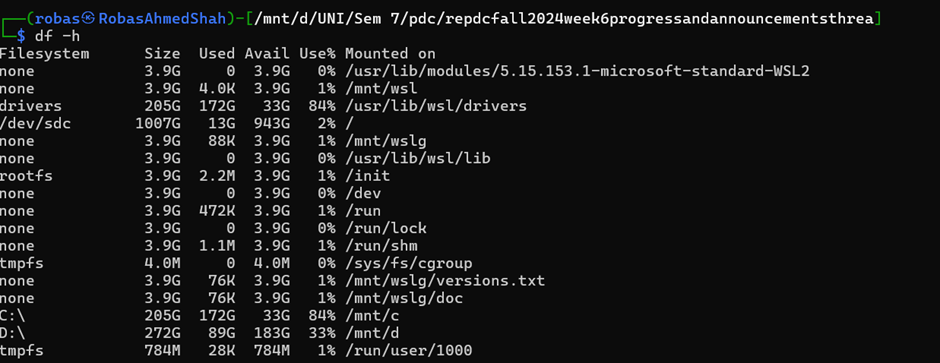 ┌──(robas㉿RobasAhmedShah)-[/mnt/d/UNI/Sem 7/pdc/repdcfall2024week6progressandannouncementsthrea]
└─$ df -h
Filesystem      Size  Used Avail Use% Mounted on
none            3.9G     0  3.9G   0% /usr/lib/modules/5.15.153.1-microsoft-standard-WSL2
none            3.9G  4.0K  3.9G   1% /mnt/wsl
drivers         205G  172G   33G  84% /usr/lib/wsl/drivers
/dev/sdc       1007G   13G  943G   2% /
none            3.9G   88K  3.9G   1% /mnt/wslg
none            3.9G     0  3.9G   0% /usr/lib/wsl/lib
rootfs          3.9G  2.2M  3.9G   1% /init
none            3.9G     0  3.9G   0% /dev
none            3.9G  472K  3.9G   1% /run
none            3.9G     0  3.9G   0% /run/lock
none            3.9G  1.1M  3.9G   1% /run/shm
tmpfs           4.0M     0  4.0M   0% /sys/fs/cgroup
none            3.9G   76K  3.9G   1% /mnt/wslg/versions.txt
none            3.9G   76K  3.9G   1% /mnt/wslg/doc
C:\             205G  172G   33G  84% /mnt/c
D:\             272G   89G  183G  33% /mnt/d
tmpfs           784M   28K  784M   1% /run/user/1000